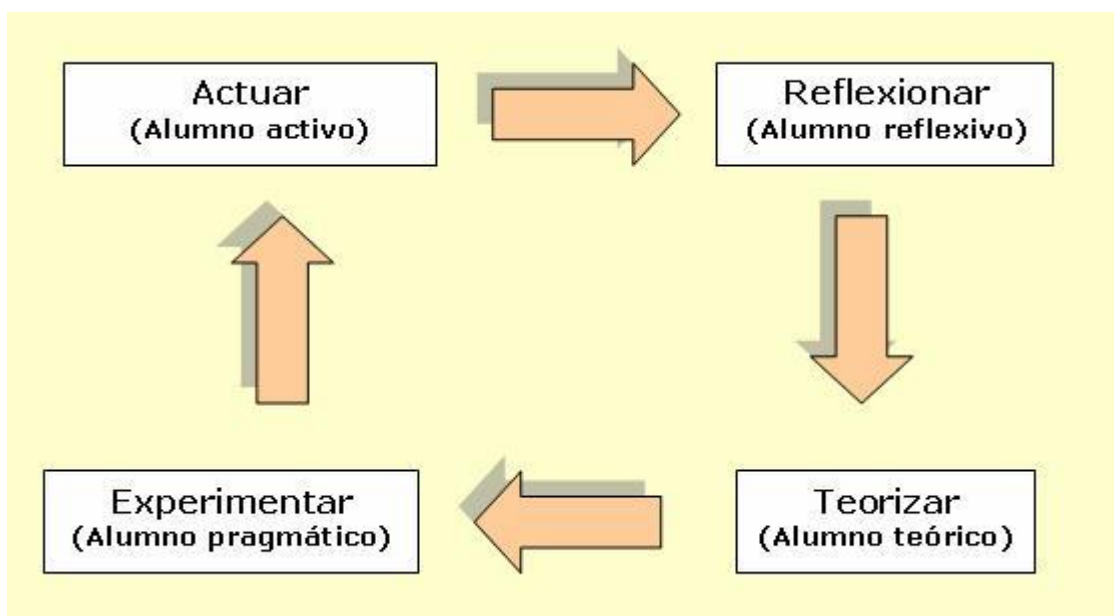 Actuar
(Alumno activo)
Reflexionar
(Alumno reflexivo)
Experimentar
(Alumno pragmático)
Teorizar
(Alumno teórico)